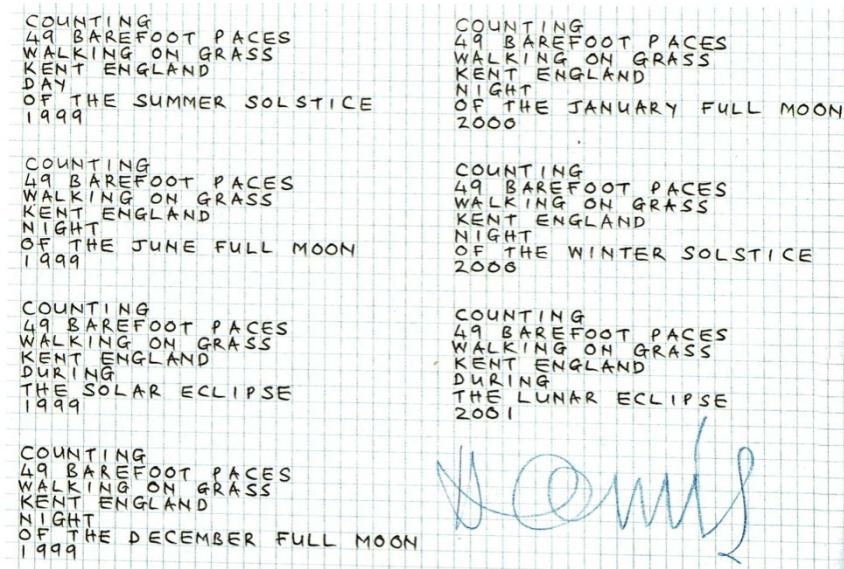 COUNTING
49 BAREFOOT PACES
WALKING ON GRASS
KENT ENGLAND
DAY
OF THE SUMMER SOLSTICE
1999
COUNTING
49 BAREFOOT PACES
WALKING ON GRASS
KENT ENGLAND
NIGHT
OF THE JUNE FULL MOON
1999
COUNTING
49 BAREFOOT PACES
WALKING ON GRASS
KENT ENGLAND
DURING
THE SOLAR ECLIPSE
1999
COUNTING
49 BAREFOOT PACES
WALKING ON GRASS
KENT ENGLAND
NIGHT
OF THE DECEMBER FULL MOON
1999
COUNTING
49 BAREFOOT PACES
WALKING ON GRASS
KENT ENGLAND
NIGHT
OF THE JANUARY FULL MOON
2000
COUNTING
49 BAREFOOT PACES
WALKING ON GRASS
KENT ENGLAND
NIGHT
OF THE WINTER SOLSTICE
2000
COUNTING
49 BAREFOOT PACES
WALKING ON GRASS
KENT ENGLAND
DURING
THE LUNAR ECLIPSE
2001